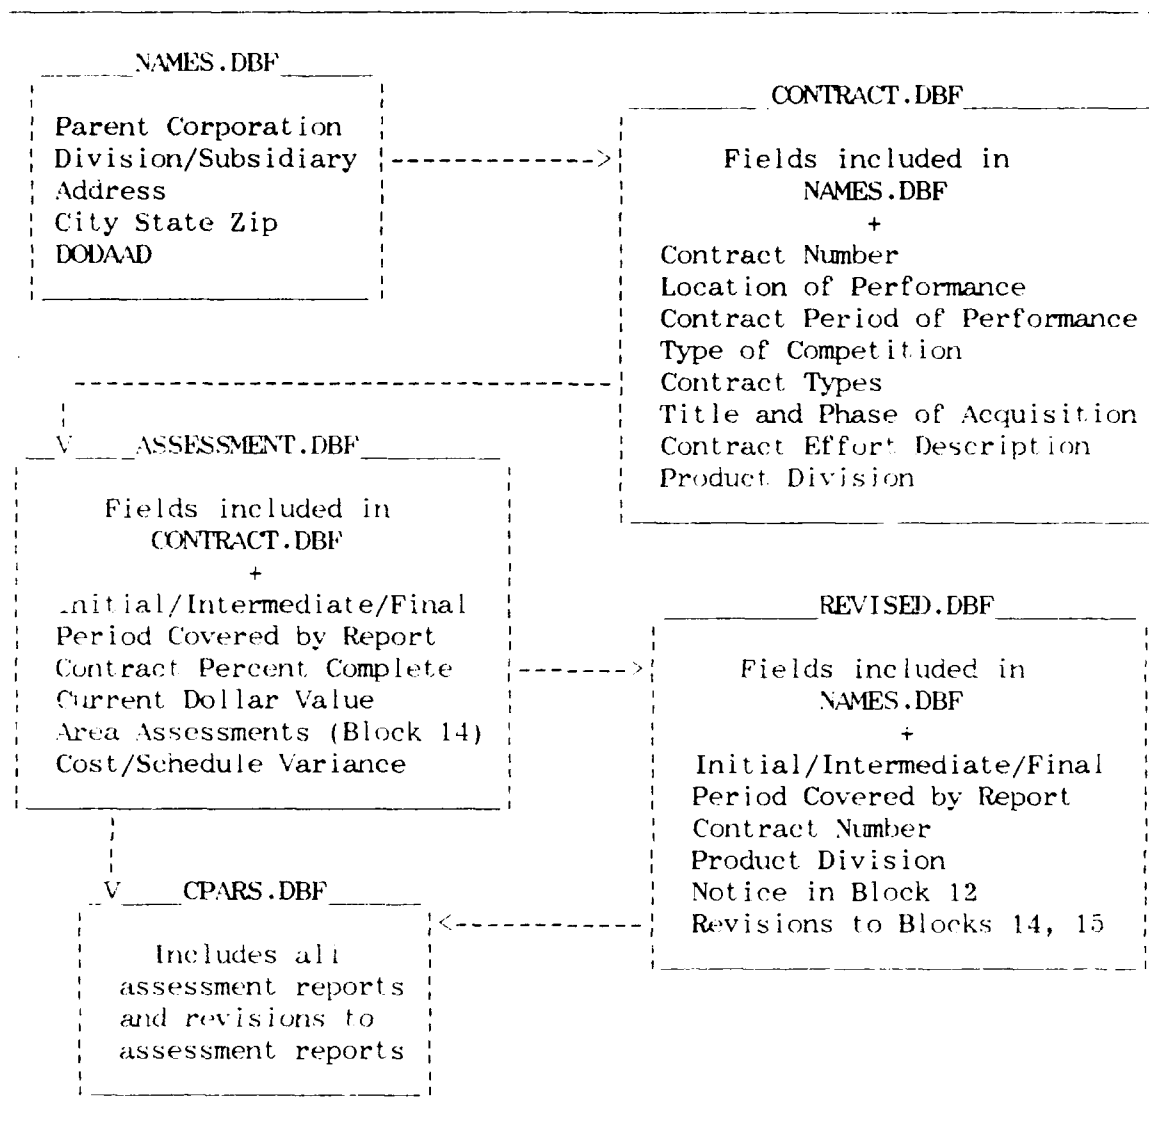 NAMES.DBF
Parent Corporation
Division/Subsidiary
Address
City State Zip
DODAAD
CONTRACT.DBF
Fields included in
NAMES.DBF
+
Contract Number
Location of Performance
Contract Period of Performance
Type of Competition
Contract Types
Title and Phase of Acquisition
Contract Effort Description
Product Division
ASSESSMENT.DBF
Fields included in
CONTRACT.DBF
+
Initial/Intermediate/Final
Period Covered by Report
Contract Percent Complete
Current Dollar Value
Area Assessments (Block 14)
Cost/Schedule Variance
REVISED.DBF
Fields included in
NAMES.DBF
+
Initial/Intermediate/Final
Period Covered by Report
Contract Number
Product Division
Notice in Block 12
Revisions to Blocks 14, 15
CPARS.DBF
Includes all
assessment reports
and revisions to
assessment reports